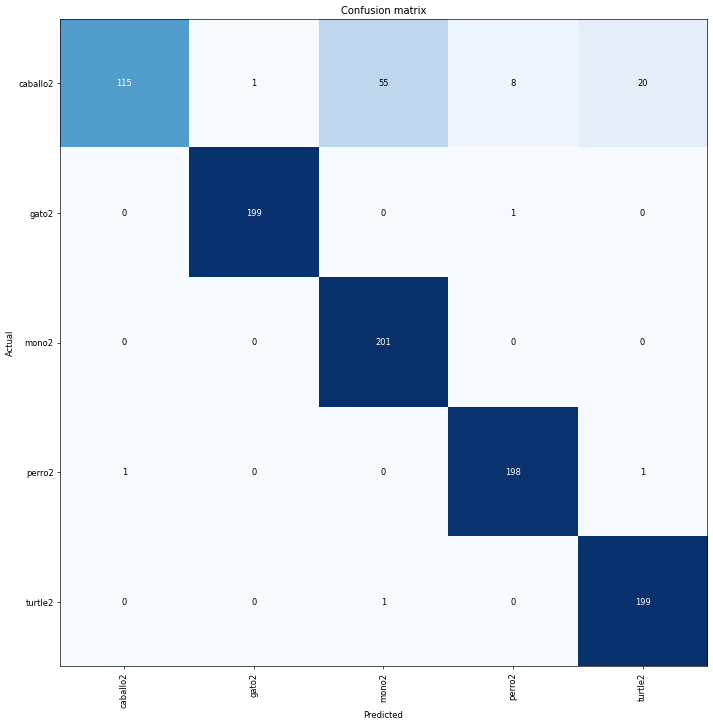 Confusion matrix
caballo2 115 1 55 8 20
gato2 0 199 0 1 0
mono2 0 0 201 0 0
perro2 1 0 0 198 1
turtle2 0 0 1 0 199
Actual
caballo2 gato2 mono2 perro2 turtle2
Predicted